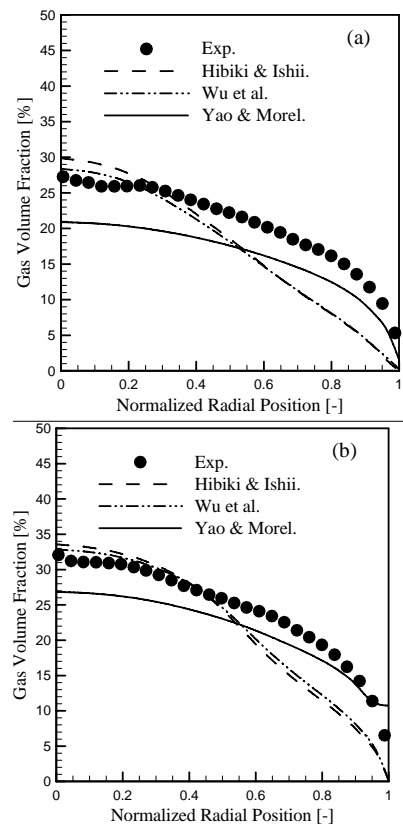 (a)
Exp.
Hibiki & Ishii.
Wu et al.
Yao & Morel.
Gas Volume Fraction [%]
50
45
40
35
30
25
20
15
10
5
0
0 0.2 0.4 0.6 0.8 1
Normalized Radial Position [-]
(b)
Exp.
Hibiki & Ishii.
Wu et al.
Yao & Morel.
Gas Volume Fraction [%]
50
45
40
35
30
25
20
15
10
5
0
0 0.2 0.4 0.6 0.8 1
Normalized Radial Position [-]